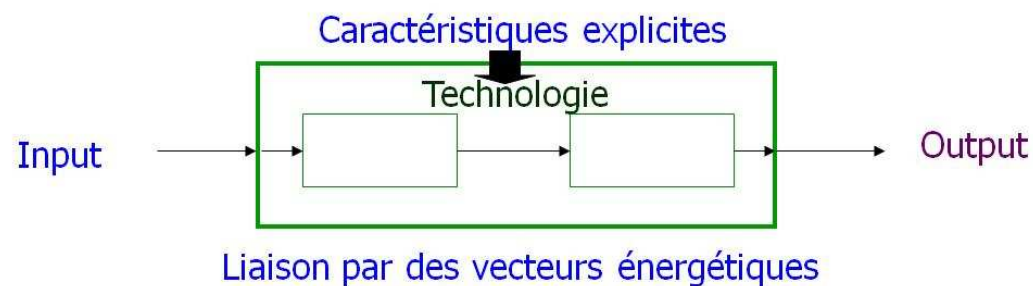 Caractéristiques explicites
Technologie
Input
Output
Liaison par des vecteurs énergétiques